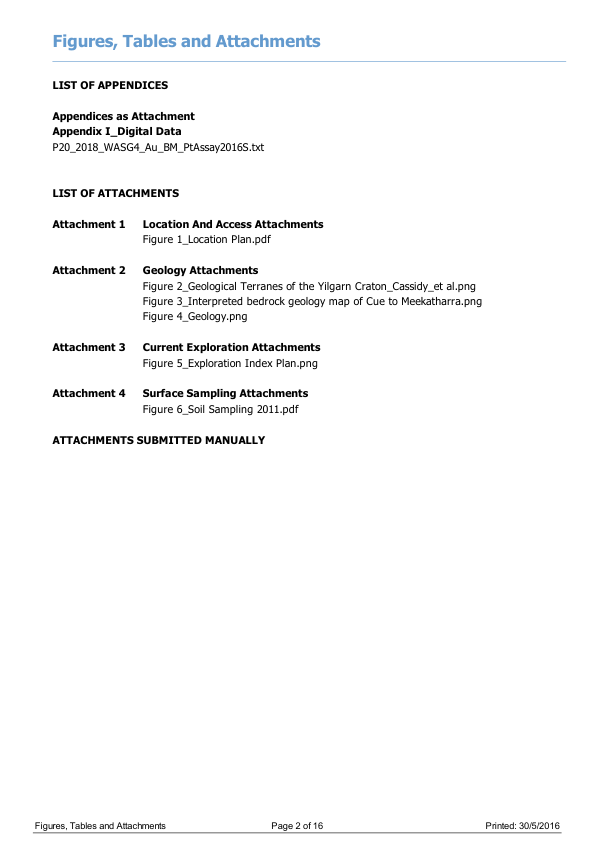 Figures, Tables and Attachments
LIST OF APPENDICES
Appendices as Attachment
Appendix I_Digital Data
P20_2018_WASG4_Au_BM_PtAssay2016S.txt
LIST OF ATTACHMENTS
Attachment 1 Location And Access Attachments
Figure 1_Location Plan.pdf
Attachment 2 Geology Attachments
Figure 2_Geological Terranes of the Yilgarn Craton_Cassidy_et al.png
Figure 3_Interpreted bedrock geology map of Cue to Meekatharra.png
Figure 4_Geology.png
Attachment 3 Current Exploration Attachments
Figure 5_Exploration Index Plan.png
Attachment 4 Surface Sampling Attachments
Figure 6_Soil Sampling 2011.pdf
ATTACHMENTS SUBMITTED MANUALLY
Figures, Tables and Attachments Page 2 of 16 Printed: 30/5/2016